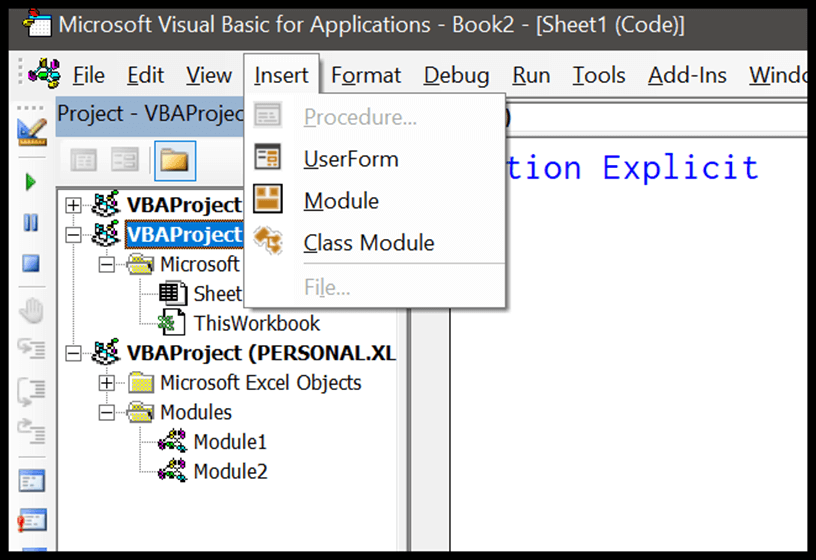 Microsoft Visual Basic for Applications - Book2 - [Sheet1 (Code)]
File Edit View Insert Format Debug Run Tools Add-Ins Windo
Project - VBAProjec
)
Procedure...
UserForm
Module
Class Module
File...
tion Explicit
VBAProject
VBAProject
Microsoft
Sheet
ThisWorkbook
VBAProject (PERSONAL.XL
Microsoft Excel Objects
Modules
Module1
Module2